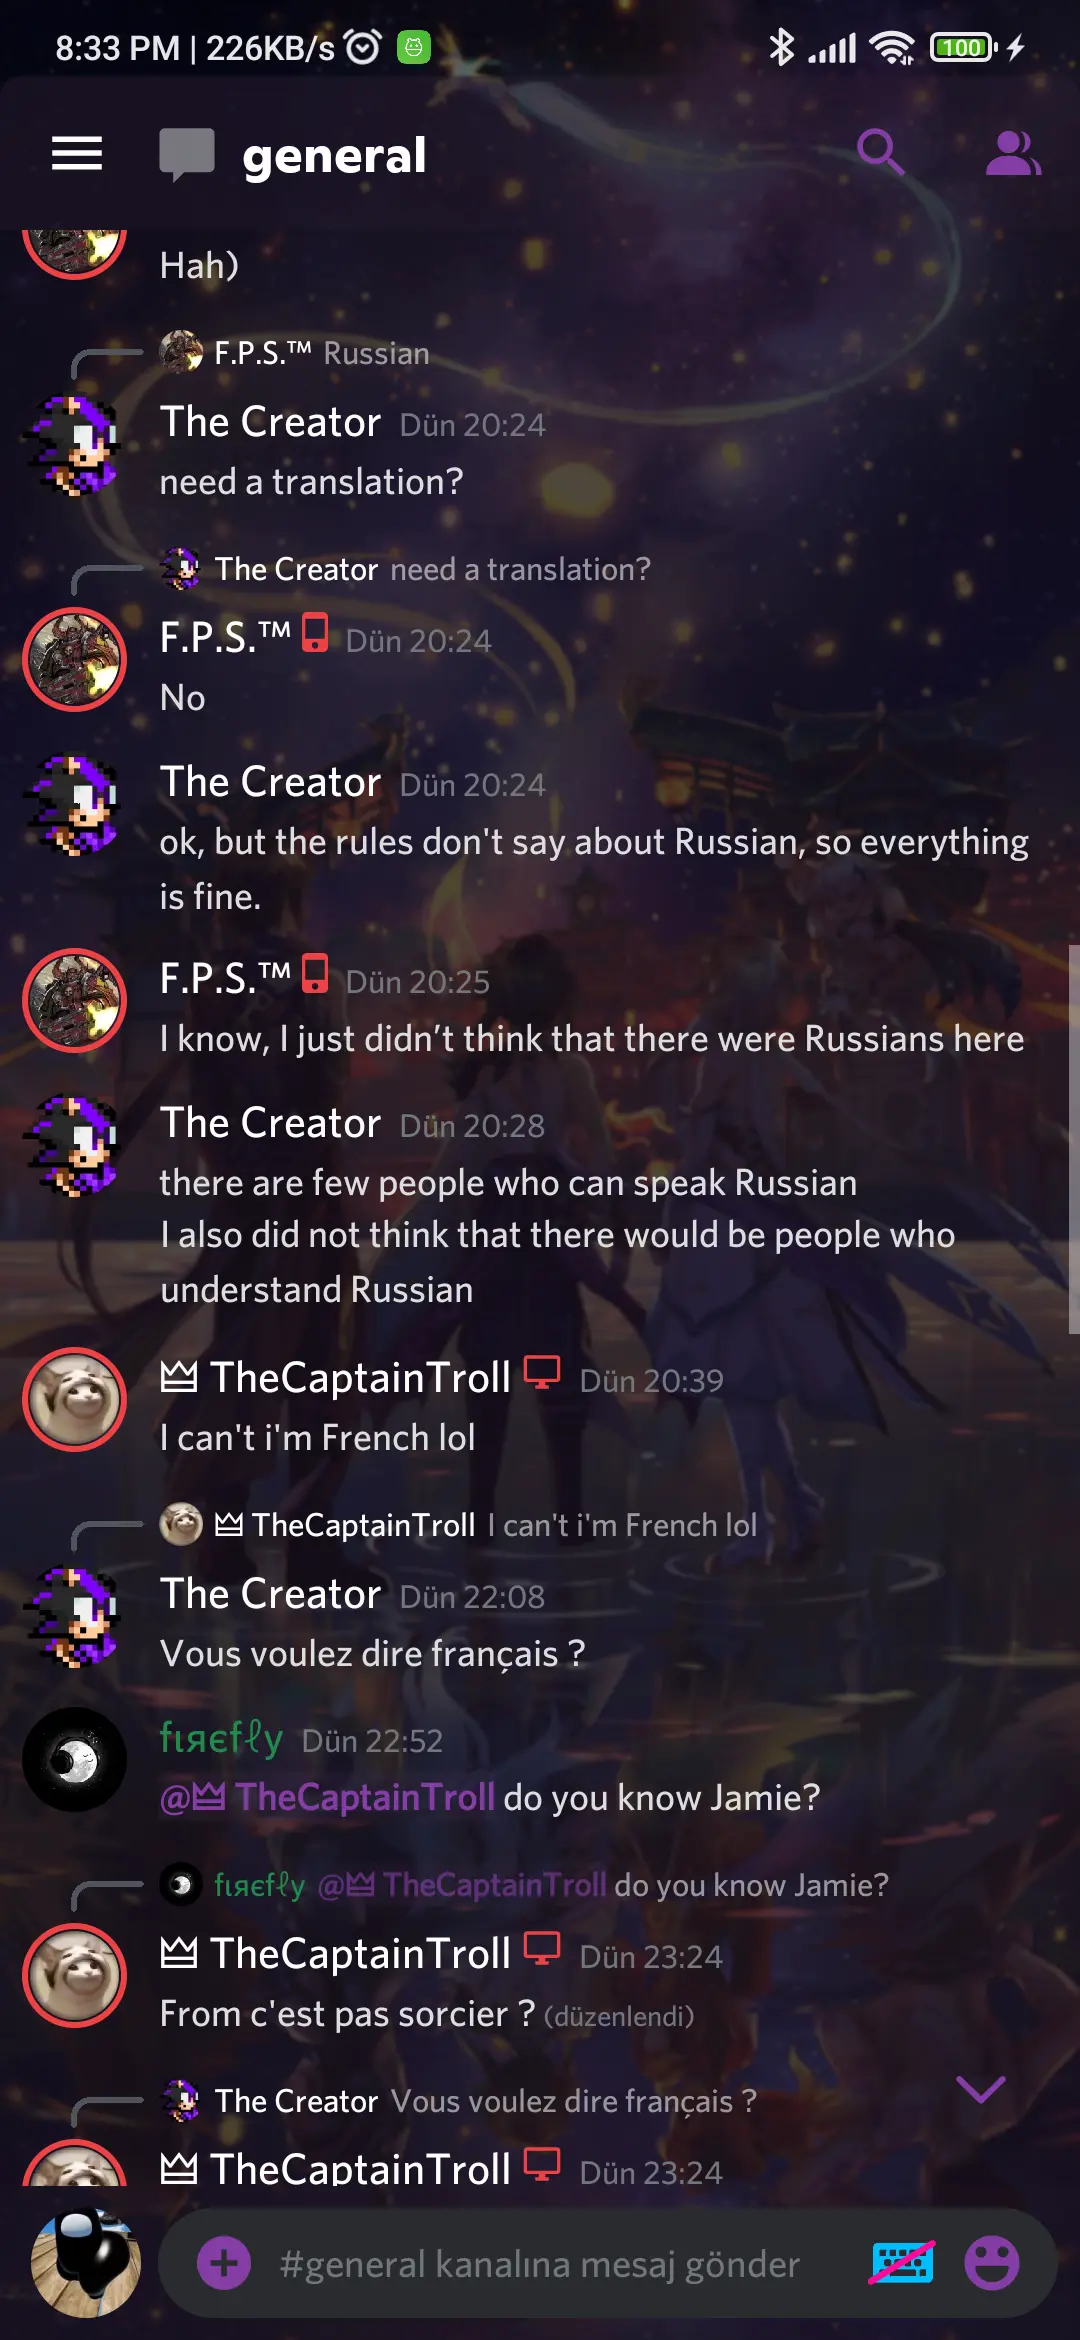 8:33 PM | 226KB/s
100
general
Hah)
F.P.S.™ Russian
The Creator Dün 20:24
need a translation?
The Creator need a translation?
F.P.S.™ Dün 20:24
No
The Creator Dün 20:24
ok, but the rules don't say about Russian, so everything
is fine.
F.P.S.™ Dün 20:25
I know, I just didn’t think that there were Russians here
The Creator Dün 20:28
there are few people who can speak Russian
I also did not think that there would be people who
understand Russian
TheCaptainTroll Dün 20:39
I can't i'm French lol
TheCaptainTroll I can't i'm French lol
The Creator Dün 22:08
Vous voulez dire français ?
fιяєfℓy Dün 22:52
@TheCaptainTroll do you know Jamie?
fιяєfℓy @TheCaptainTroll do you know Jamie?
TheCaptainTroll Dün 23:24
From c'est pas sorcier ? (düzenlendi)
The Creator Vous voulez dire français ?
TheCaptainTroll Dün 23:24
#general kanalına mesaj gönder